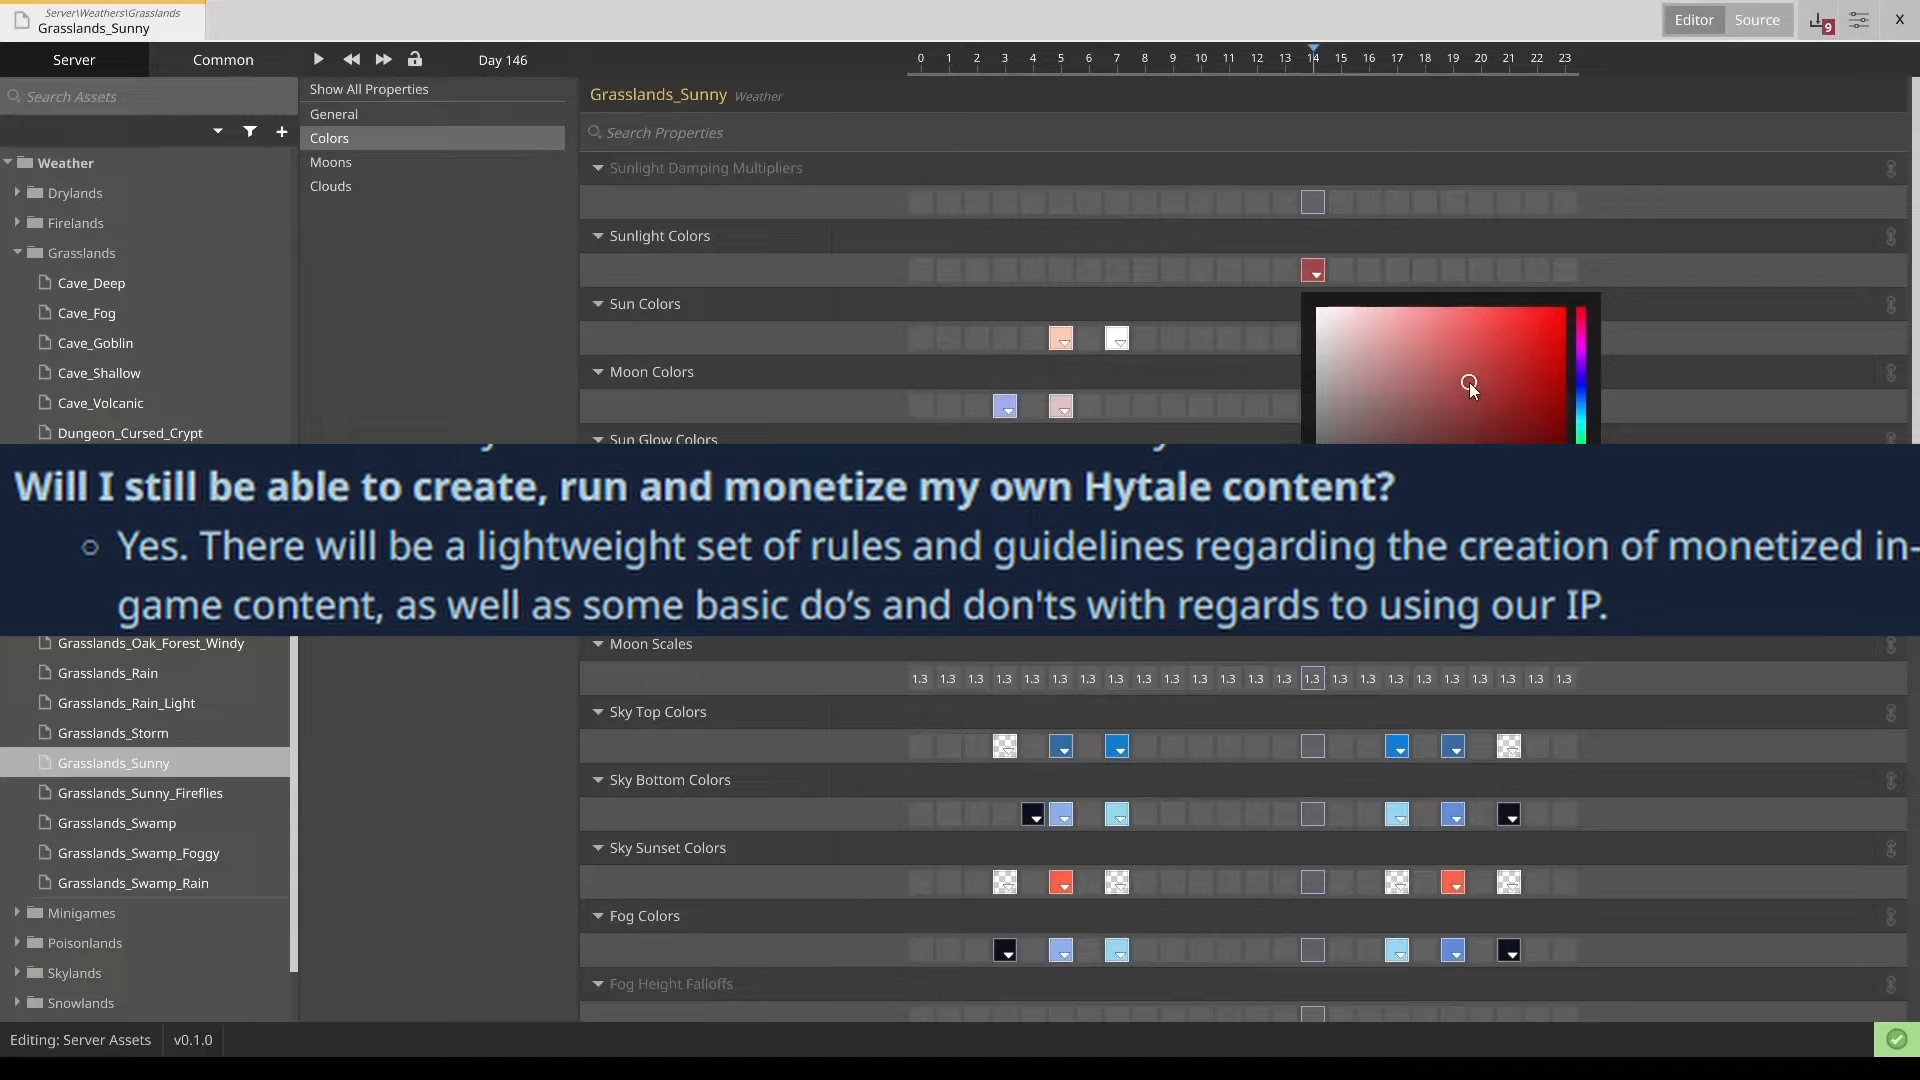 Server\Weathers\Grasslands
Grasslands_Sunny
Editor Source 9 X
Server Common Day 146 0 1 2 3 4 5 6 7 8 9 10 11 12 13 14 15 16 17 18 19 20 21 22 23
Search Assets
Weather
Drylands
Firelands
Grasslands
Cave_Deep
Cave_Fog
Cave_Goblin
Cave_Shallow
Cave_Volcanic
Dungeon_Cursed_Crypt
Show All Properties
General
Colors
Moons
Clouds
Grasslands_Sunny Weather
Search Properties
Sunlight Damping Multipliers
Sunlight Colors
Sun Colors
Moon Colors
Sun Glow Colors
Will I still be able to create, run and monetize my own Hytale content?
Yes. There will be a lightweight set of rules and guidelines regarding the creation of monetized in-
game content, as well as some basic do’s and don'ts with regards to using our IP.
Grasslands_Oak_Forest_Windy
Grasslands_Rain
Grasslands_Rain_Light
Grasslands_Storm
Grasslands_Sunny
Grasslands_Sunny_Fireflies
Grasslands_Swamp
Grasslands_Swamp_Foggy
Grasslands_Swamp_Rain
Minigames
Poisonlands
Skylands
Snowlands
Moon Scales
1.3 1.3 1.3 1.3 1.3 1.3 1.3 1.3 1.3 1.3 1.3 1.3 1.3 1.3 1.3 1.3 1.3 1.3 1.3 1.3 1.3 1.3 1.3 1.3
Sky Top Colors
Sky Bottom Colors
Sky Sunset Colors
Fog Colors
Fog Height Falloffs
Editing: Server Assets v0.1.0